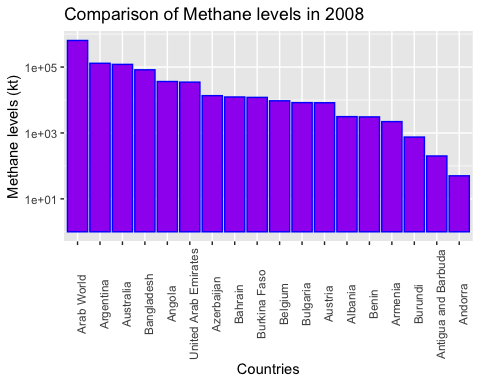 Comparison of Methane levels in 2008
Methane levels (kt)
1e+05
1e+03
1e+01
Arab World
Argentina
Australia
Bangladesh
Angola
United Arab Emirates
Azerbaijan
Bahrain
Burkina Faso
Belgium
Bulgaria
Austria
Albania
Benin
Armenia
Burundi
Antigua and Barbuda
Andorra
Countries